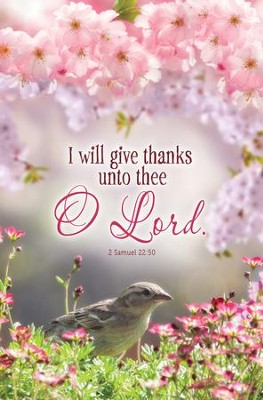 I will give thanks
unto thee
O Lord.
2 Samuel 22:50